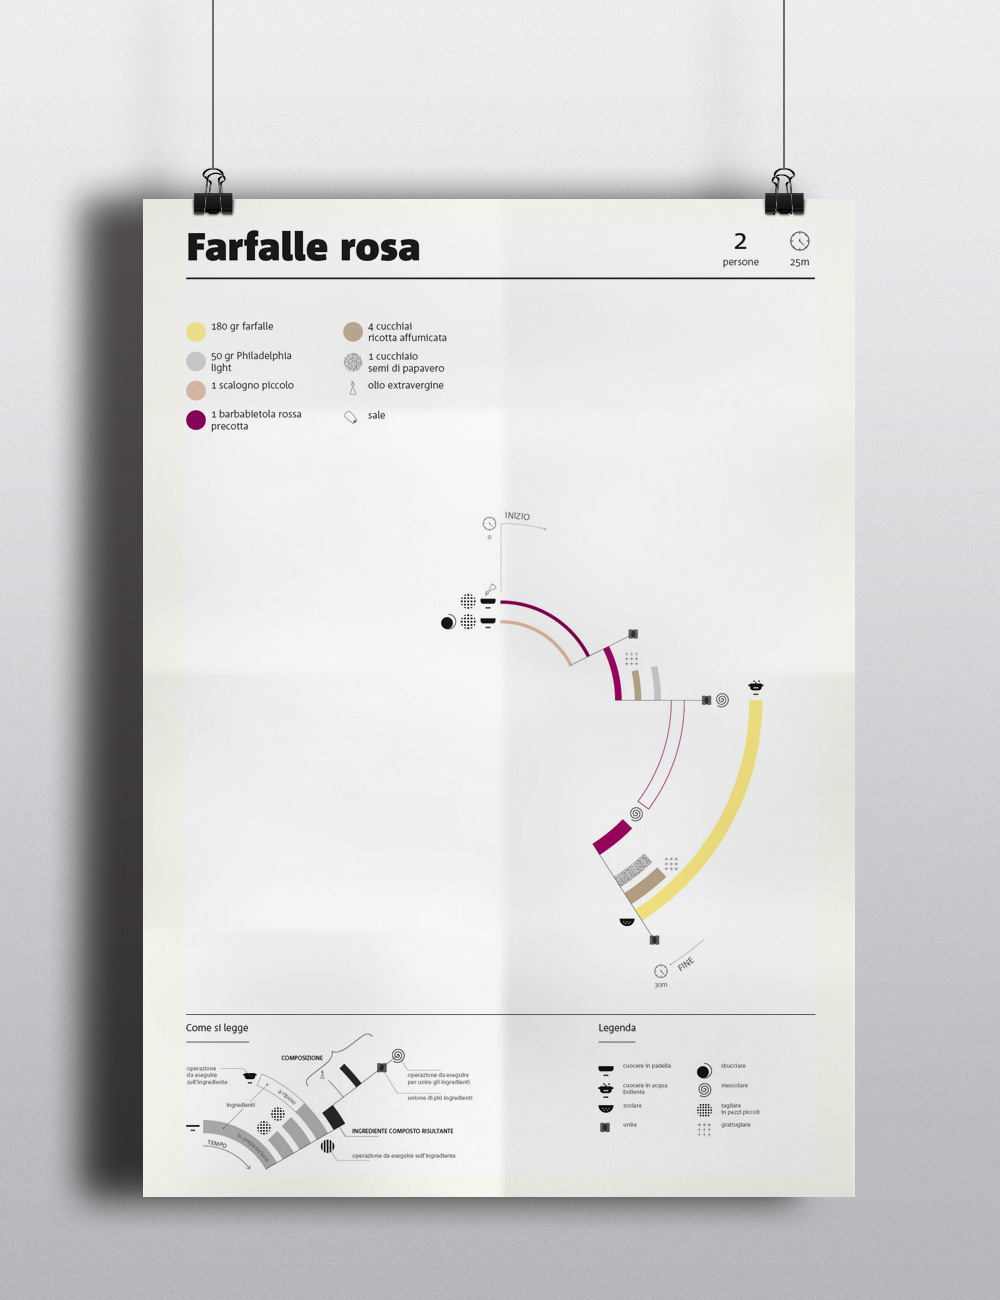 Farfalle rosa
2
persone
25m
180 gr farfalle
50 gr Philadelphia
light
1 scalogno piccolo
1 barbabietola rossa
precotta
4 cucchiai
ricotta affumicata
1 cucchiaio
semi di papavero
olio extravergine
sale
INIZIO
0
FINE
30m
Come si legge
COMPOSIZIONE
operazione
da eseguire
sull'ingrediente
ingredienti
a riposo
in preparazione
TEMPO
operazione da eseguire
per unire gli ingredienti
unione di più ingredienti
INGREDIENTE COMPOSTO RISULTANTE
operazione da eseguire sull'ingrediente
Legenda
cuocere in padella
cuocere in acqua
bollente
scolare
unire
sbucciare
mescolare
tagliare
in pezzi piccoli
grattugiare